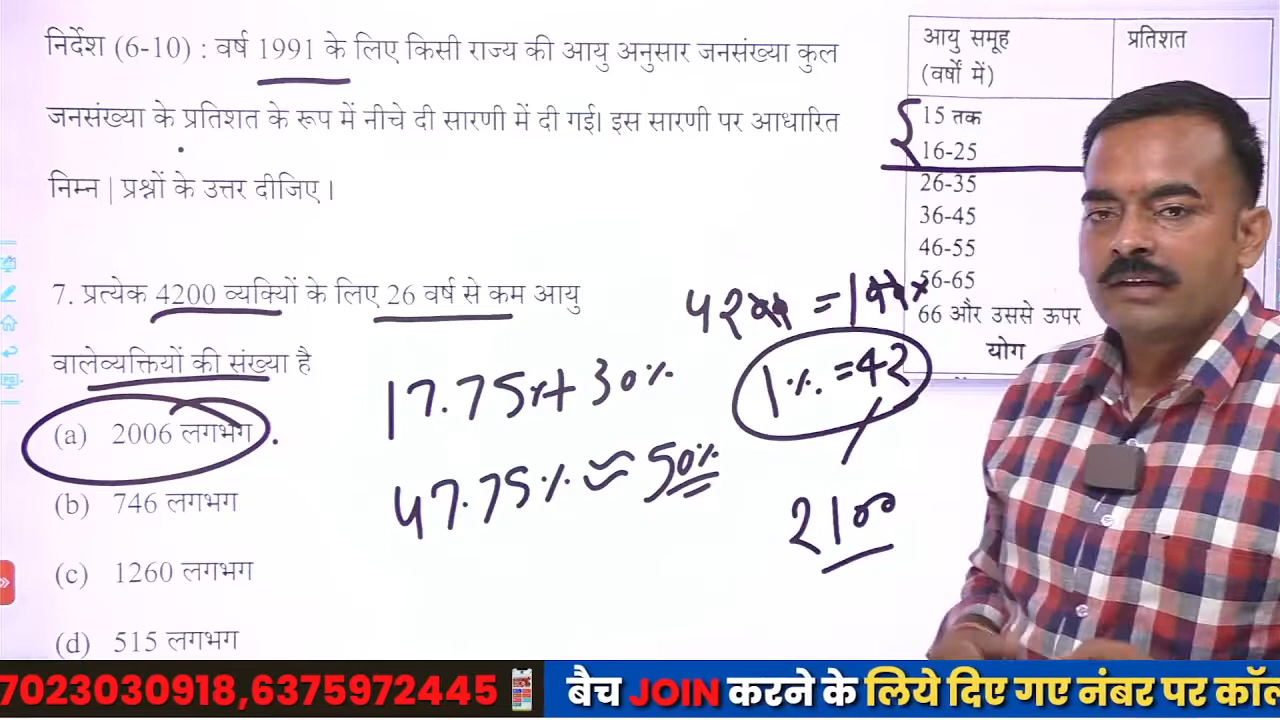 निर्देश (6-10) : वर्ष 1991 के लिए किसी राज्य की आयु अनुसार जनसंख्या कुल
जनसंख्या के प्रतिशत के रूप में नीचे दी सारणी में दी गई। इस सारणी पर आधारित
निम्न | प्रश्नों के उत्तर दीजिए ।
आयु समूह
(वर्षों में)
प्रतिशत
15 तक
16-25
26-35
36-45
46-55
56-65
66 और उससे ऊपर
योग
7. प्रत्येक 4200 व्यक्यिों के लिए 26 वर्ष से कम आयु
वालेव्यक्तियों की संख्या है
(a) 2006 लगभग
(b) 746 लगभग
(c) 1260 लगभग
(d) 515 लगभग
17.75% + 30%
47.75% ≈ 50%
4200 = 100%
1% = 42
2100
7023030918,6375972445
बैच JOIN करने के लिये दिए गए नंबर पर